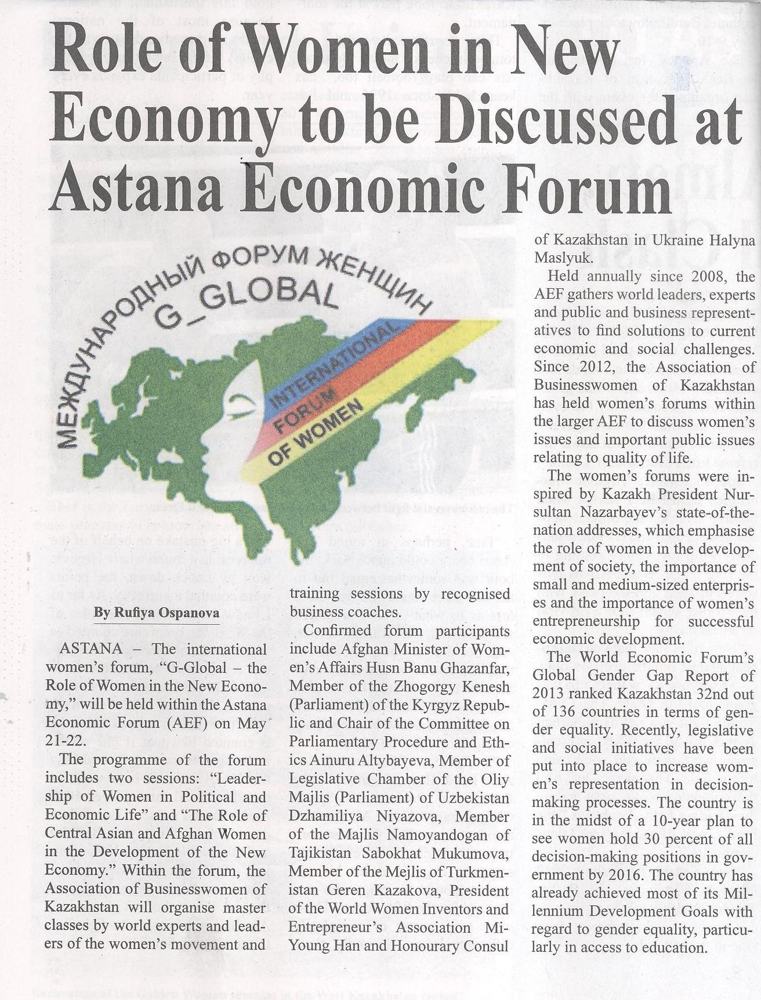 Role of Women in New
Economy to be Discussed at
Astana Economic Forum
МЕЖДУНАРОДНЫЙ ФОРУМ ЖЕНЩИН
G_GLOBAL
INTERNATIONAL
FORUM
OF WOMEN
By Rufiya Ospanova
ASTANA – The international
women's forum, "G-Global – the
Role of Women in the New Econo-
my," will be held within the Astana
Economic Forum (AEF) on May
21-22.
The programme of the forum
includes two sessions: "Leader-
ship of Women in Political and
Economic Life" and "The Role of
Central Asian and Afghan Women
in the Development of the New
Economy." Within the forum, the
Association of Businesswomen of
Kazakhstan will organise master
classes by world experts and lead-
ers of the women's movement and
training sessions by recognised
business coaches.
Confirmed forum participants
include Afghan Minister of Wom-
en's Affairs Husn Banu Ghazanfar,
Member of the Zhogorgy Kenesh
(Parliament) of the Kyrgyz Repub-
lic and Chair of the Committee on
Parliamentary Procedure and Eth-
ics Ainuru Altybayeva, Member of
Legislative Chamber of the Oliy
Majlis (Parliament) of Uzbekistan
Dzhamiliya Niyazova, Member
of the Majlis Namoyandogan of
Tajikistan Sabokhat Mukumova,
Member of the Mejlis of Turkmen-
istan Geren Kazakova, President
of the World Women Inventors and
Entrepreneur's Association Mi-
Young Han and Honourary Consul
of Kazakhstan in Ukraine Halyna
Maslyuk.
Held annually since 2008, the
AEF gathers world leaders, experts
and public and business represent-
atives to find solutions to current
economic and social challenges.
Since 2012, the Association of
Businesswomen of Kazakhstan
has held women's forums within
the larger AEF to discuss women's
issues and important public issues
relating to quality of life.
The women's forums were in-
spired by Kazakh President Nur-
sultan Nazarbayev's state-of-the-
nation addresses, which emphasise
the role of women in the develop-
ment of society, the importance of
small and medium-sized enterpris-
es and the importance of women's
entrepreneurship for successful
economic development.
The World Economic Forum's
Global Gender Gap Report of
2013 ranked Kazakhstan 32nd out
of 136 countries in terms of gen-
der equality. Recently, legislative
and social initiatives have been
put into place to increase wom-
en's representation in decision-
making processes. The country is
in the midst of a 10-year plan to
see women hold 30 percent of all
decision-making positions in gov-
ernment by 2016. The country has
already achieved most of its Mil-
lennium Development Goals with
regard to gender equality, particu-
larly in access to education.